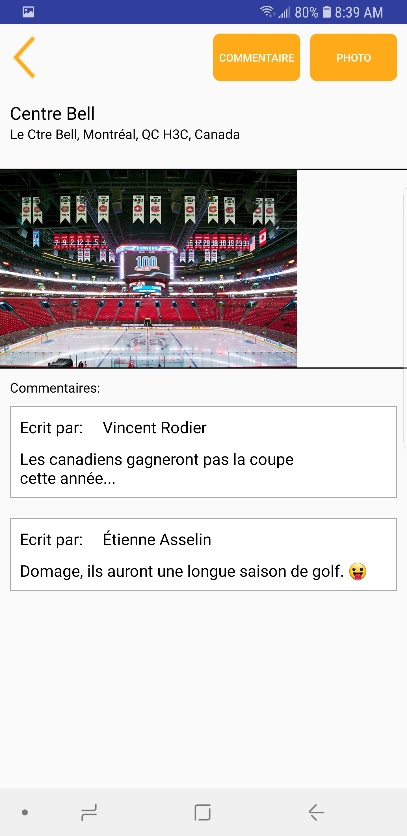 80% 8:39 AM
COMMENTAIRE PHOTO
Centre Bell
Le Ctre Bell, Montréal, QC H3C, Canada
100
Commentaires:
Ecrit par: Vincent Rodier
Les canadiens gagneront pas la coupe
cette année...
Ecrit par: Étienne Asselin
Domage, ils auront une longue saison de golf. 😝